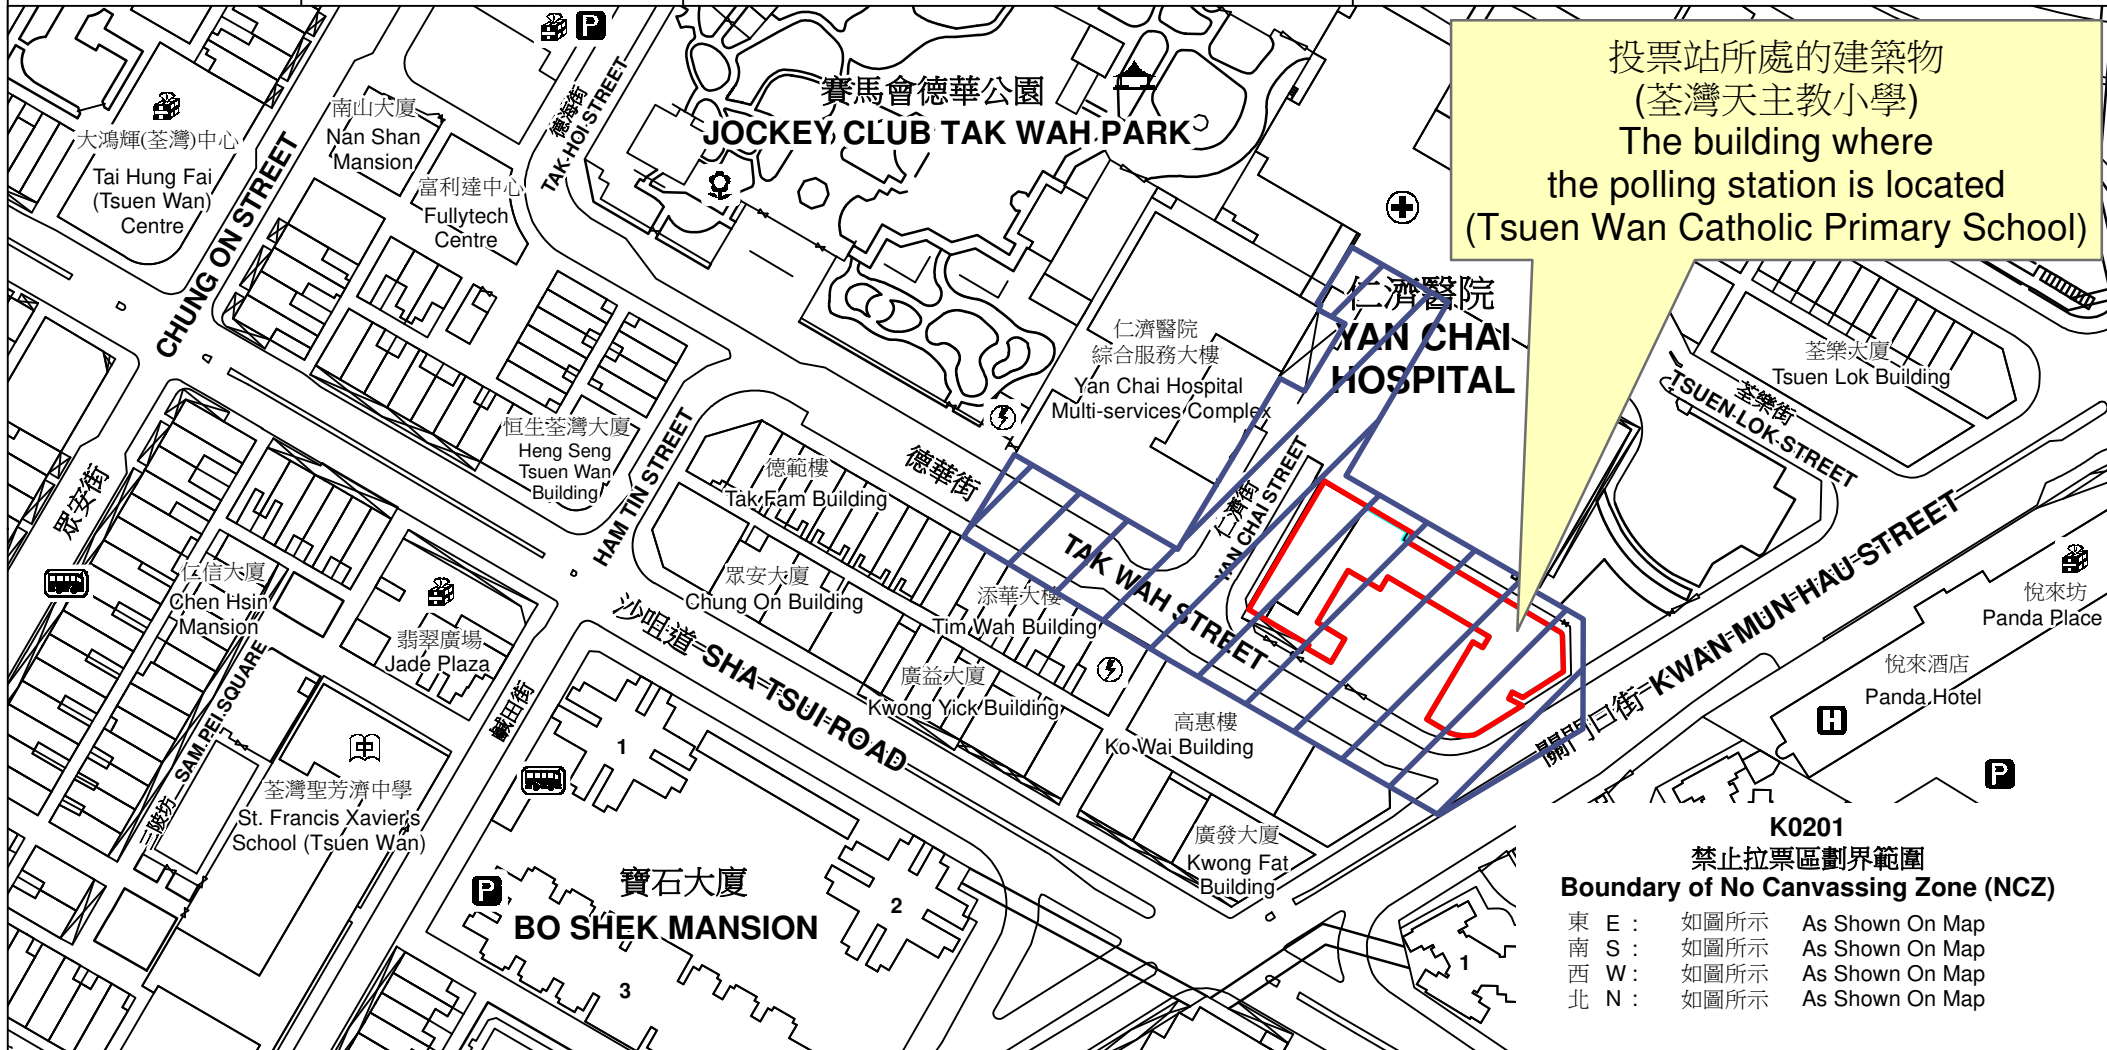 投票站所處的建築物
(荃灣天主教小學)
The building where
the polling station is located
(Tsuen Wan Catholic Primary School)
P
賽馬會德華公園
JOCKEY CLUB TAK WAH PARK
德海街
TAK HOI STREET
大鴻輝(荃灣)中心
Tai Hung Fai
(Tsuen Wan)
Centre
南山大廈
Nan Shan
Mansion
富利達中心
Fullytech
Centre
CHUNG ON STREET
眾安街
仁濟醫院
YAN CHAI
HOSPITAL
仁濟醫院
綜合服務大樓
Yan Chai Hospital
Multi-services Complex
荃樂大廈
Tsuen Lok Building
荃樂街
TSUEN LOK STREET
恒生荃灣大廈
Heng Seng
Tsuen Wan
Building
HAM TIN STREET
鹹田街
德範樓
Tak Fam Building
德華街
TAK WAH STREET
仁濟街
YAN CHAI STREET
眾安大廈
Chung On Building
添華大樓
Tim Wah Building
廣益大廈
Kwong Yick Building
高惠樓
Ko Wai Building
廣發大廈
Kwong Fat
Building
沙咀道 SHA TSUI ROAD
關門口街 KWAN MUN HAU STREET
悅來坊
Panda Place
悅來酒店
Panda Hotel
H
P
仁信大廈
Chen Hsin
Mansion
翡翠廣場
Jade Plaza
三陂坊 SAM PEI SQUARE
中
荃灣聖芳濟中學
St. Francis Xavier's
School (Tsuen Wan)
寶石大廈
BO SHEK MANSION
P
1
2
3
1
K0201
禁止拉票區劃界範圍
Boundary of No Canvassing Zone (NCZ)
東 E : 如圖所示 As Shown On Map
南 S : 如圖所示 As Shown On Map
西 W : 如圖所示 As Shown On Map
北 N : 如圖所示 As Shown On Map